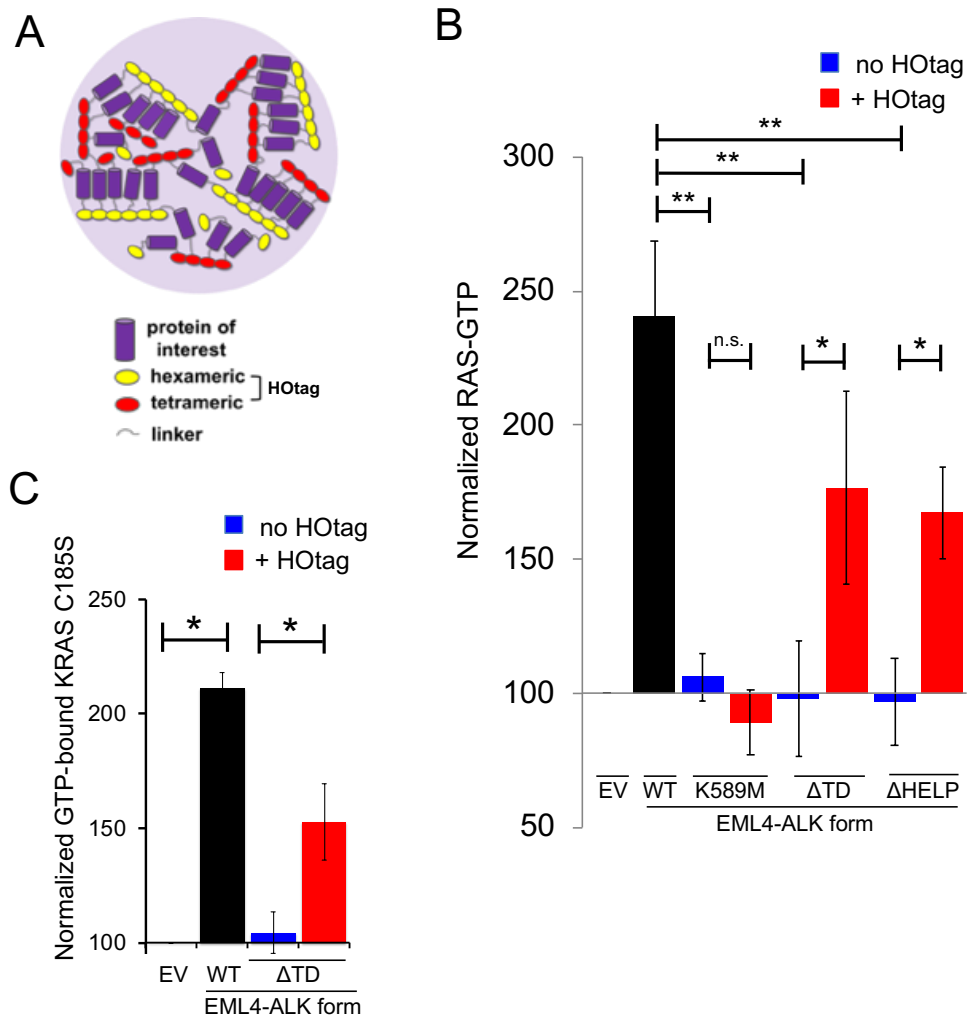 A
protein of
interest
hexameric
tetrameric
HOtag
linker
B
no HOtag
+ HOtag
**
**
**
n.s.
*
*
Normalized RAS-GTP
300
250
200
150
100
50
EV
WT
K589M
ΔTD
ΔHELP
EML4-ALK form
C
no HOtag
+ HOtag
*
*
Normalized GTP-bound KRAS C185S
250
200
150
100
EV
WT
ΔTD
EML4-ALK form